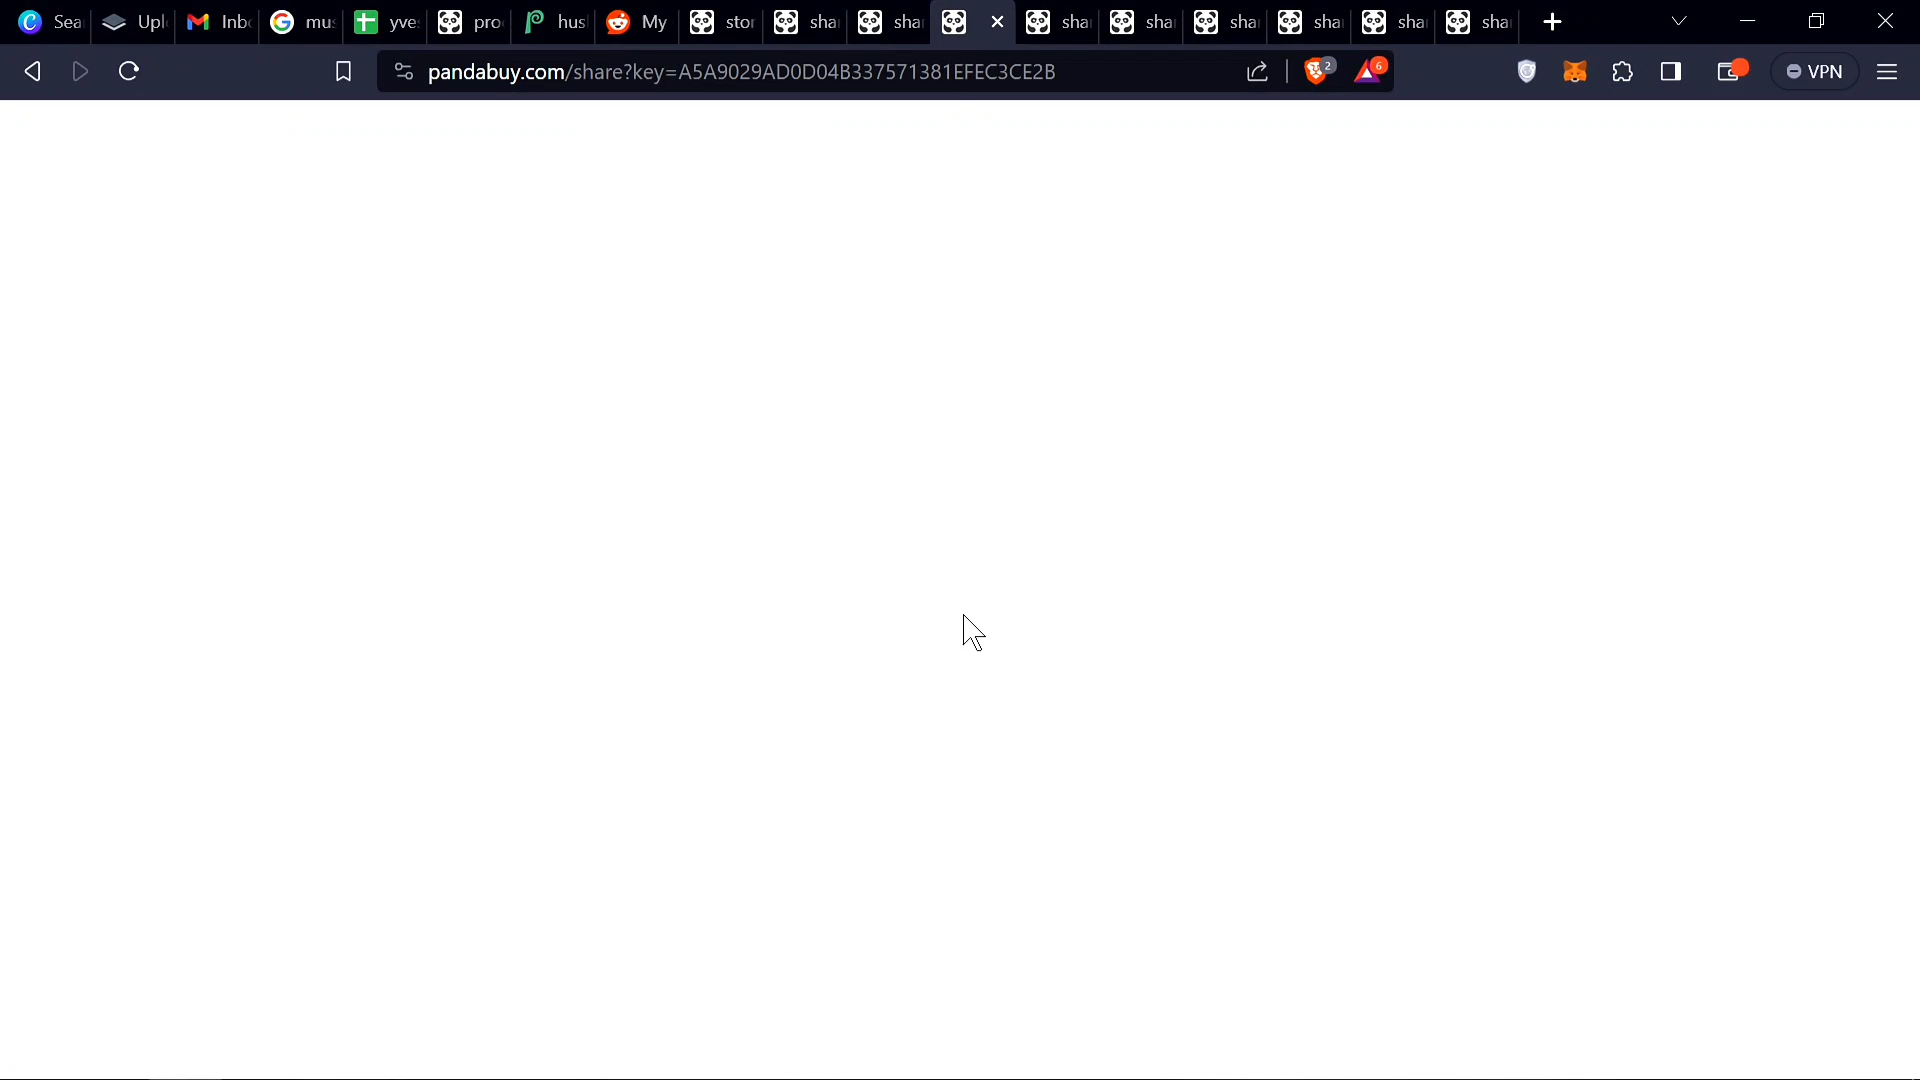 Sea Upl Inb mu yve pro hus My stor sha sha sha sha sha sha sha sha
pandabuy.com/share?key=A5A9029AD0D04B337571381EFEC3CE2B 2 6 VPN